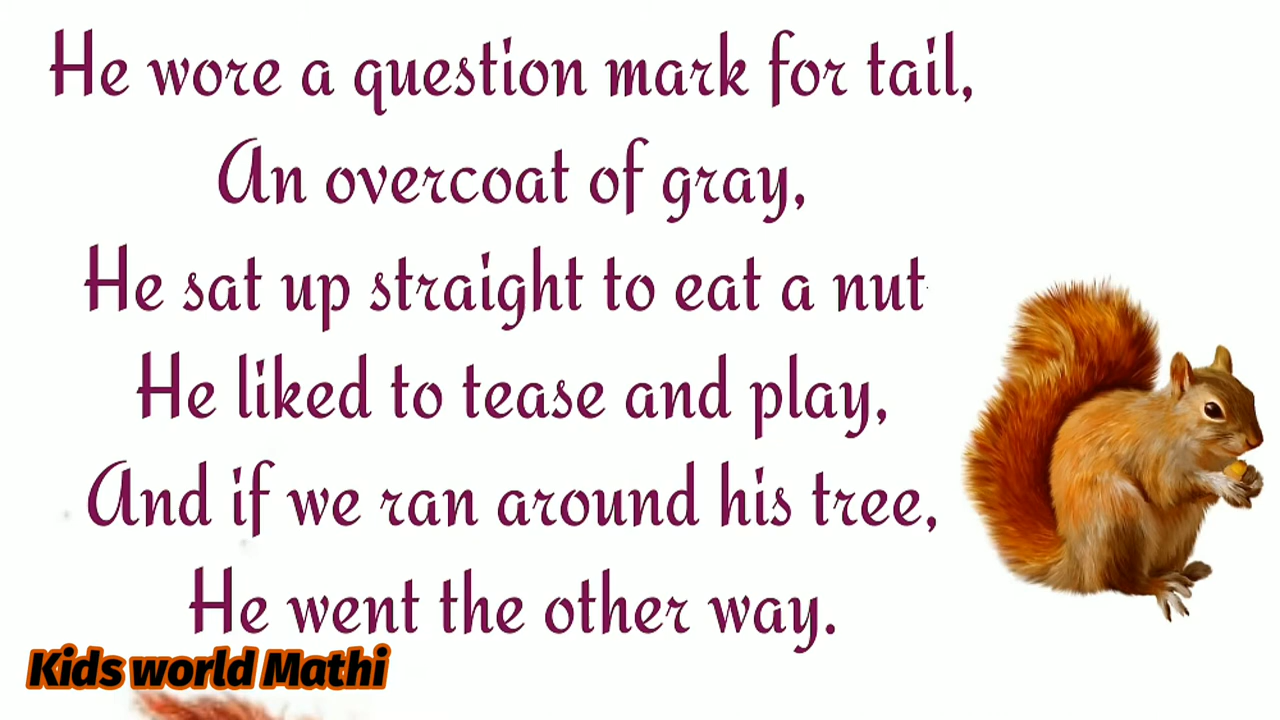 He wore a question mark for tail,
An overcoat of gray,
He sat up straight to eat a nut
He liked to tease and play,
And if we ran around his tree,
He went the other way.
Kids world Mathi